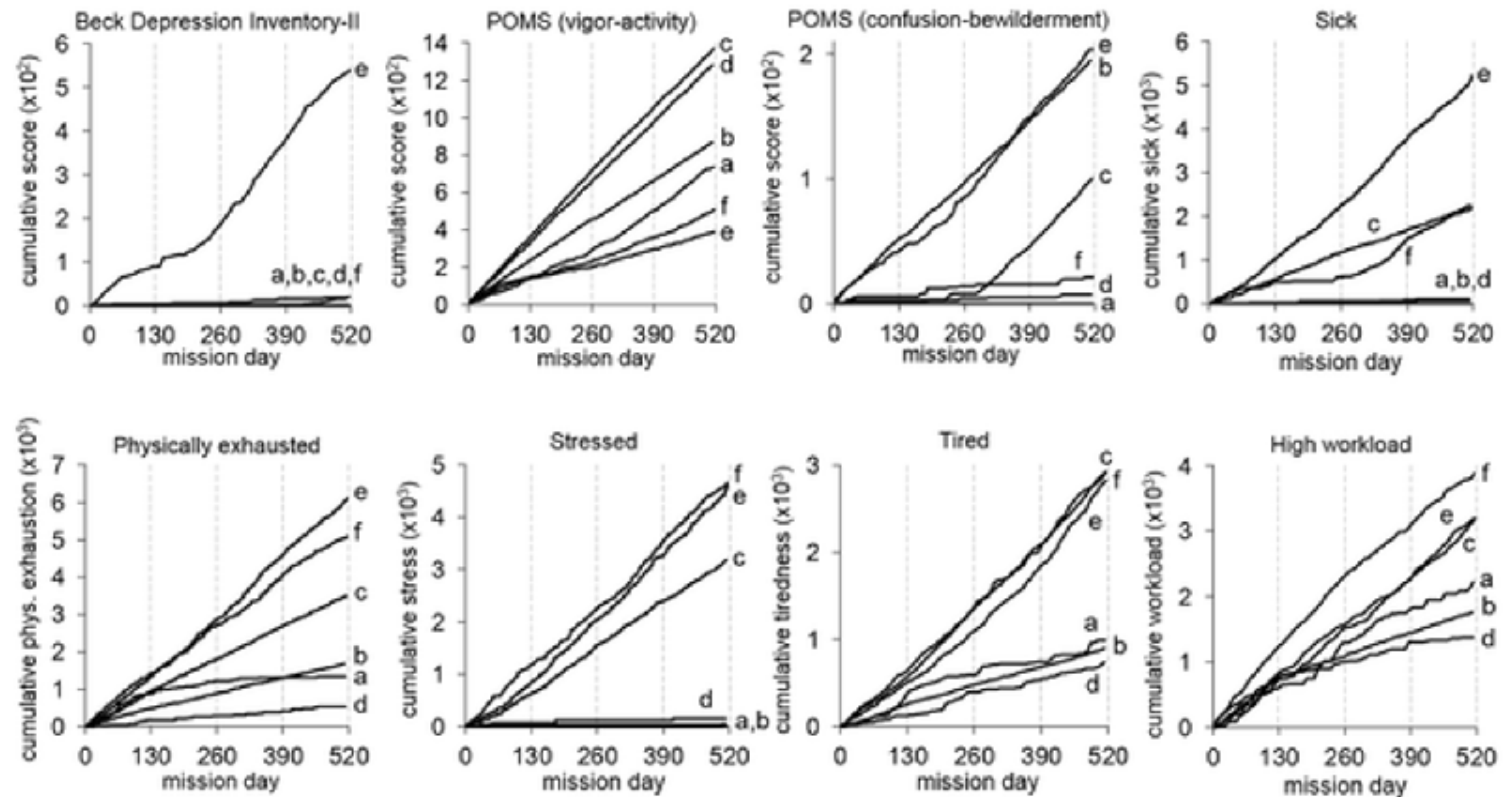 Beck Depression Inventory-II
cumulative score (x10²)
6
5
4
3
2
1
0
e
a,b,c,d,f
0 130 260 390 520
mission day
POMS (vigor-activity)
cumulative score (x10²)
14
12
10
8
6
4
2
0
c
d
b
a
f
e
0 130 260 390 520
mission day
POMS (confusion-bewilderment)
cumulative score (x10²)
2
1
0
e
b
c
f
d
a
0 130 260 390 520
mission day
Sick
cumulative sick (x10³)
6
5
4
3
2
1
0
e
c
f
a,b,d
0 130 260 390 520
mission day
Physically exhausted
cumulative phys. exhaustion (x10³)
7
6
5
4
3
2
1
0
e
f
c
b
a
d
0 130 260 390 520
mission day
Stressed
cumulative stress (x10³)
5
4
3
2
1
0
f
e
c
d
a,b
0 130 260 390 520
mission day
Tired
cumulative tiredness (x10³)
3
2
1
0
c
f
e
a
b
d
0 130 260 390 520
mission day
High workload
cumulative workload (x10³)
4
3
2
1
0
f
e
c
a
b
d
0 130 260 390 520
mission day